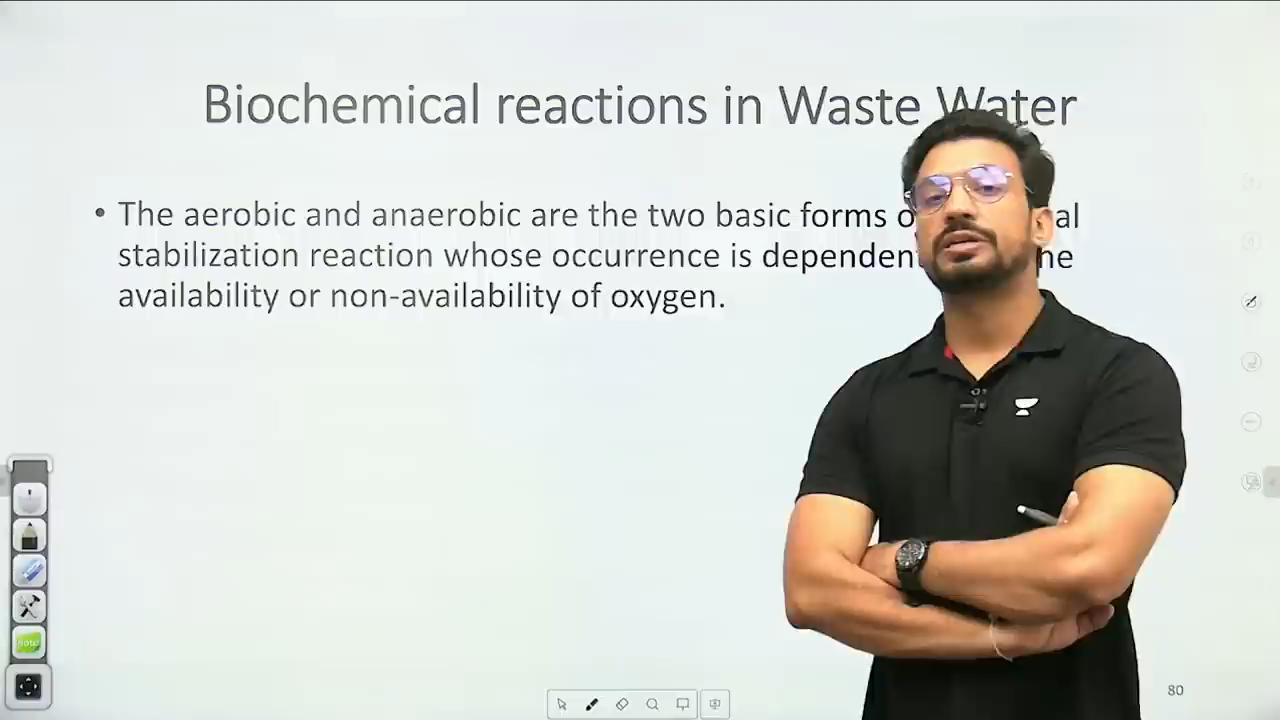 Biochemical reactions in Waste Water
• The aerobic and anaerobic are the two basic forms
stabilization reaction whose occurrence is
availability or non-availability of oxygen.
note
80